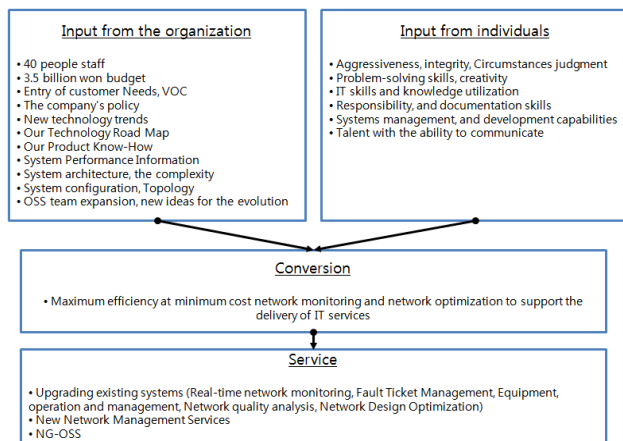 Input from the organization
• 40 people staff
• 3.5 billion won budget
• Entry of customer Needs, VOC
• The company's policy
• New technology trends
• Our Technology Road Map
• Our Product Know-How
• System Performance Information
• System architecture, the complexity
• System configuration, Topology
• OSS team expansion, new ideas for the evolution
Input from individuals
• Aggressiveness, integrity, Circumstances judgment
• Problem-solving skills, creativity
• IT skills and knowledge utilization
• Responsibility, and documentation skills
• Systems management, and development capabilities
• Talent with the ability to communicate
Conversion
• Maximum efficiency at minimum cost network monitoring and network optimization to support the
delivery of IT services
Service
• Upgrading existing systems (Real-time network monitoring, Fault Ticket Management, Equipment,
operation and management, Network quality analysis, Network Design Optimization)
• New Network Management Services
• NG-OSS